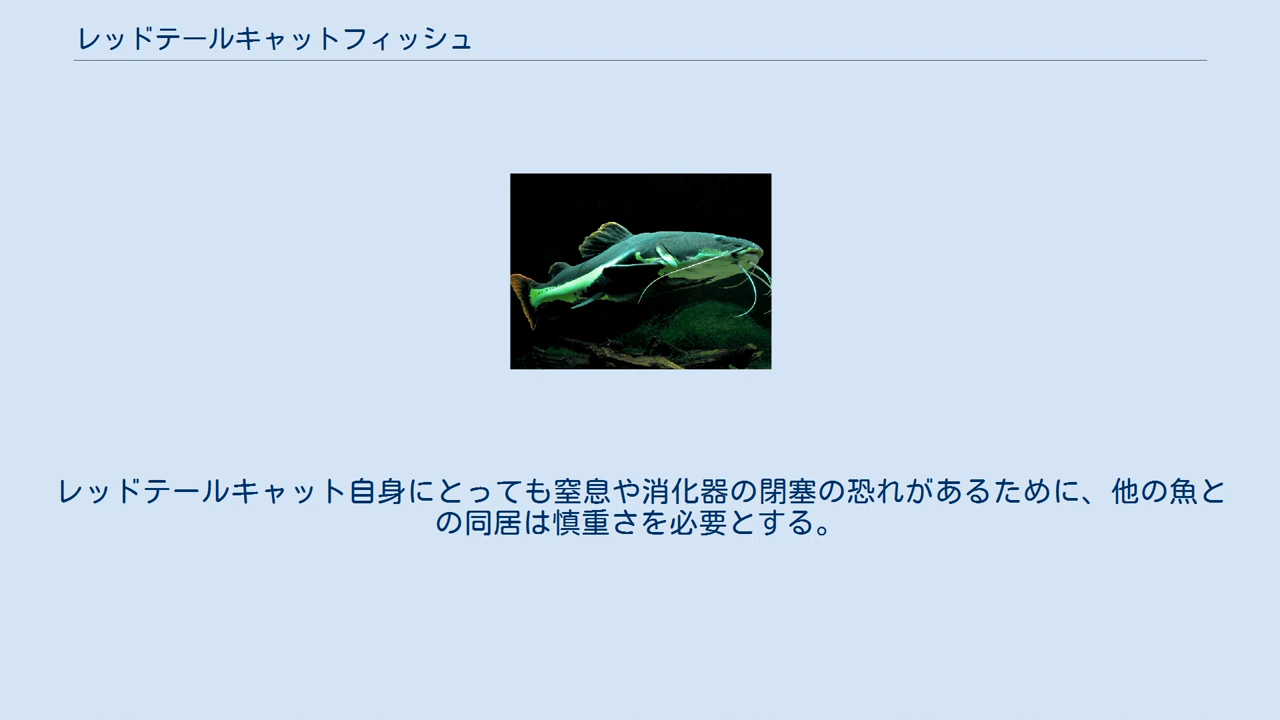 レッドテールキャットフィッシュ
レッドテールキャット自身にとっても窒息や消化器の閉塞の恐れがあるために、他の魚と
の同居は慎重さを必要とする。